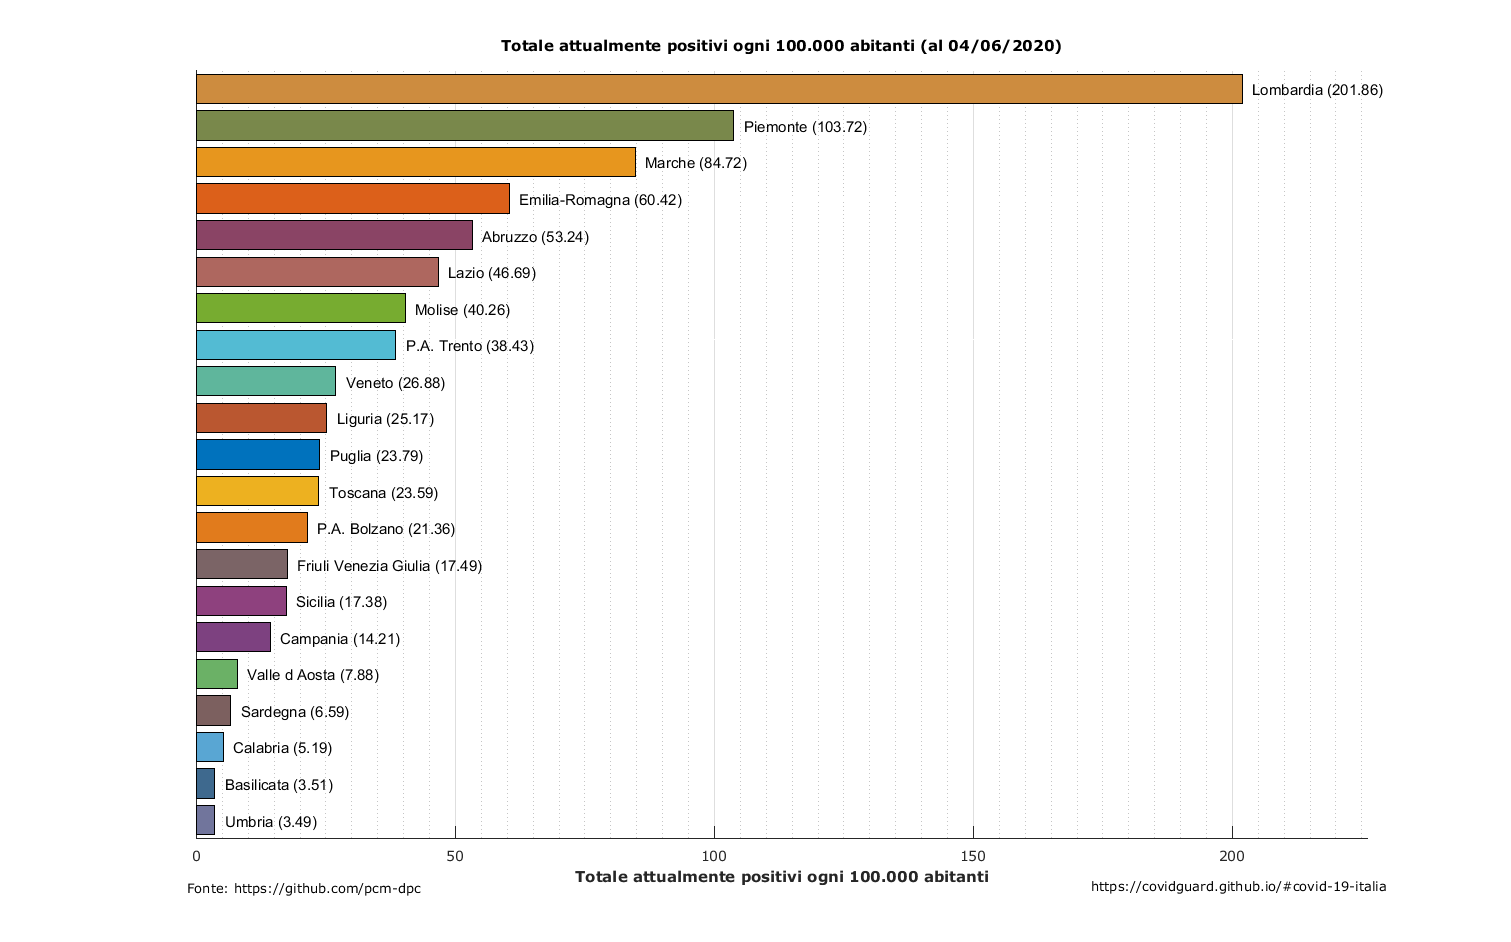 Totale attualmente positivi ogni 100.000 abitanti (al 04/06/2020)
Lombardia (201.86)
Piemonte (103.72)
Marche (84.72)
Emilia-Romagna (60.42)
Abruzzo (53.24)
Lazio (46.69)
Molise (40.26)
P.A. Trento (38.43)
Veneto (26.88)
Liguria (25.17)
Puglia (23.79)
Toscana (23.59)
P.A. Bolzano (21.36)
Friuli Venezia Giulia (17.49)
Sicilia (17.38)
Campania (14.21)
Valle d Aosta (7.88)
Sardegna (6.59)
Calabria (5.19)
Basilicata (3.51)
Umbria (3.49)
0 50 100 150 200
Totale attualmente positivi ogni 100.000 abitanti
Fonte: https://github.com/pcm-dpc
https://covidguard.github.io/#covid-19-italia